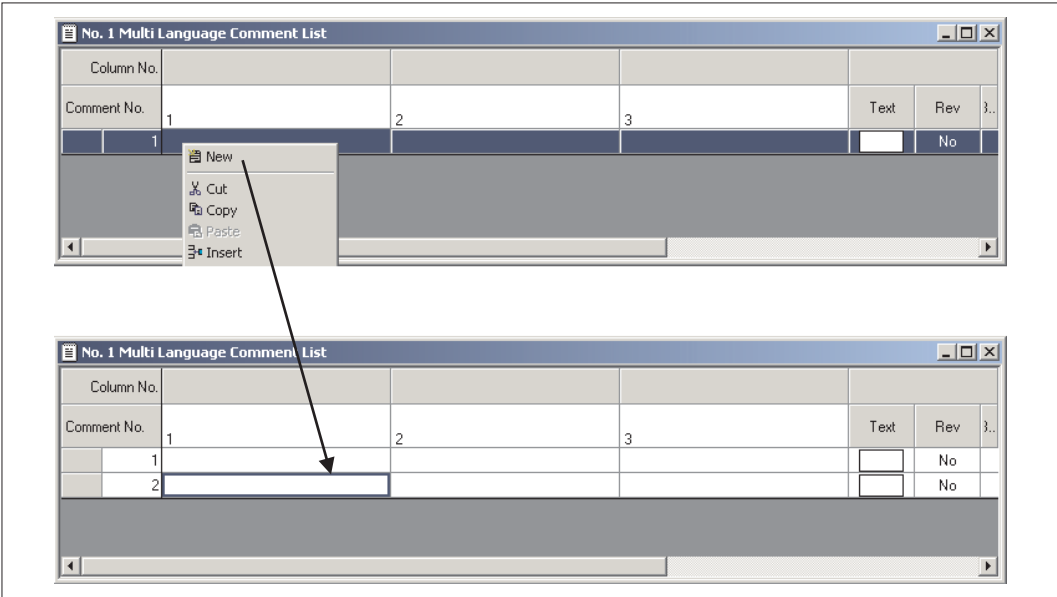 No. 1 Multi Language Comment List
Column No.
Comment No. 1 2 3 Text Rev
1 No
New
Cut
Copy
Paste
Insert
No. 1 Multi Language Comment List
Column No.
Comment No. 1 2 3 Text Rev
1 No
2 No